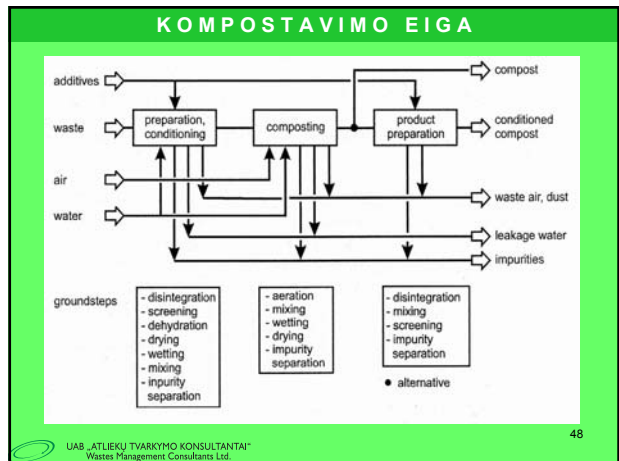 KOMPOSTAVIMO EIGA
additives
compost
waste
preparation,
conditioning
composting
product
preparation
conditioned
compost
air
water
waste air, dust
leakage water
impurities
groundsteps
- disintegration
- screening
- dehydration
- drying
- wetting
- mixing
- inpurity
separation
- aeration
- mixing
- wetting
- drying
- impurity
separation
- disintegration
- mixing
- screening
- impurity
separation
• alternative
48
UAB „ATLIEKŲ TVARKYMO KONSULTANTAI“
Wastes Management Consultants Ltd.